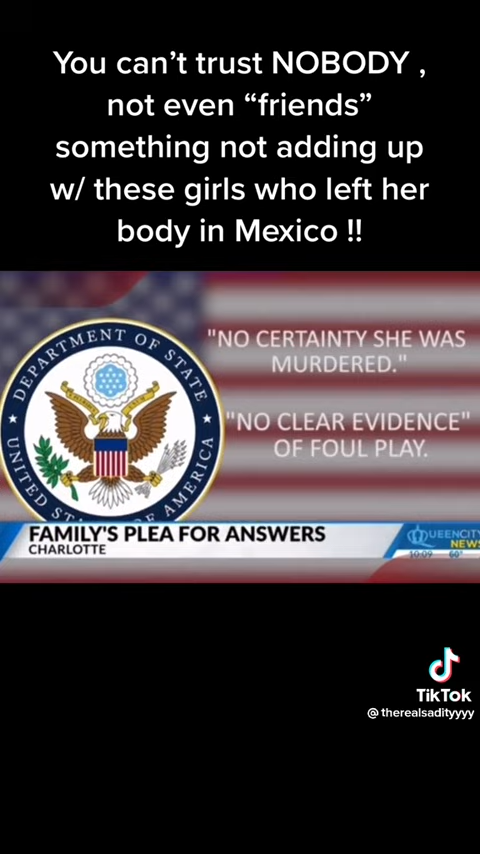 You can’t trust NOBODY ,
not even “friends”
something not adding up
w/ these girls who left her
body in Mexico !!
DEPARTMENT OF STATE
UNITED STATES OF AMERICA
"NO CERTAINTY SHE WAS
MURDERED."
"NO CLEAR EVIDENCE"
OF FOUL PLAY.
FAMILY'S PLEA FOR ANSWERS
CHARLOTTE
QUEENCITY
NEWS
10:09 60°
TikTok
@therealsadityyyy